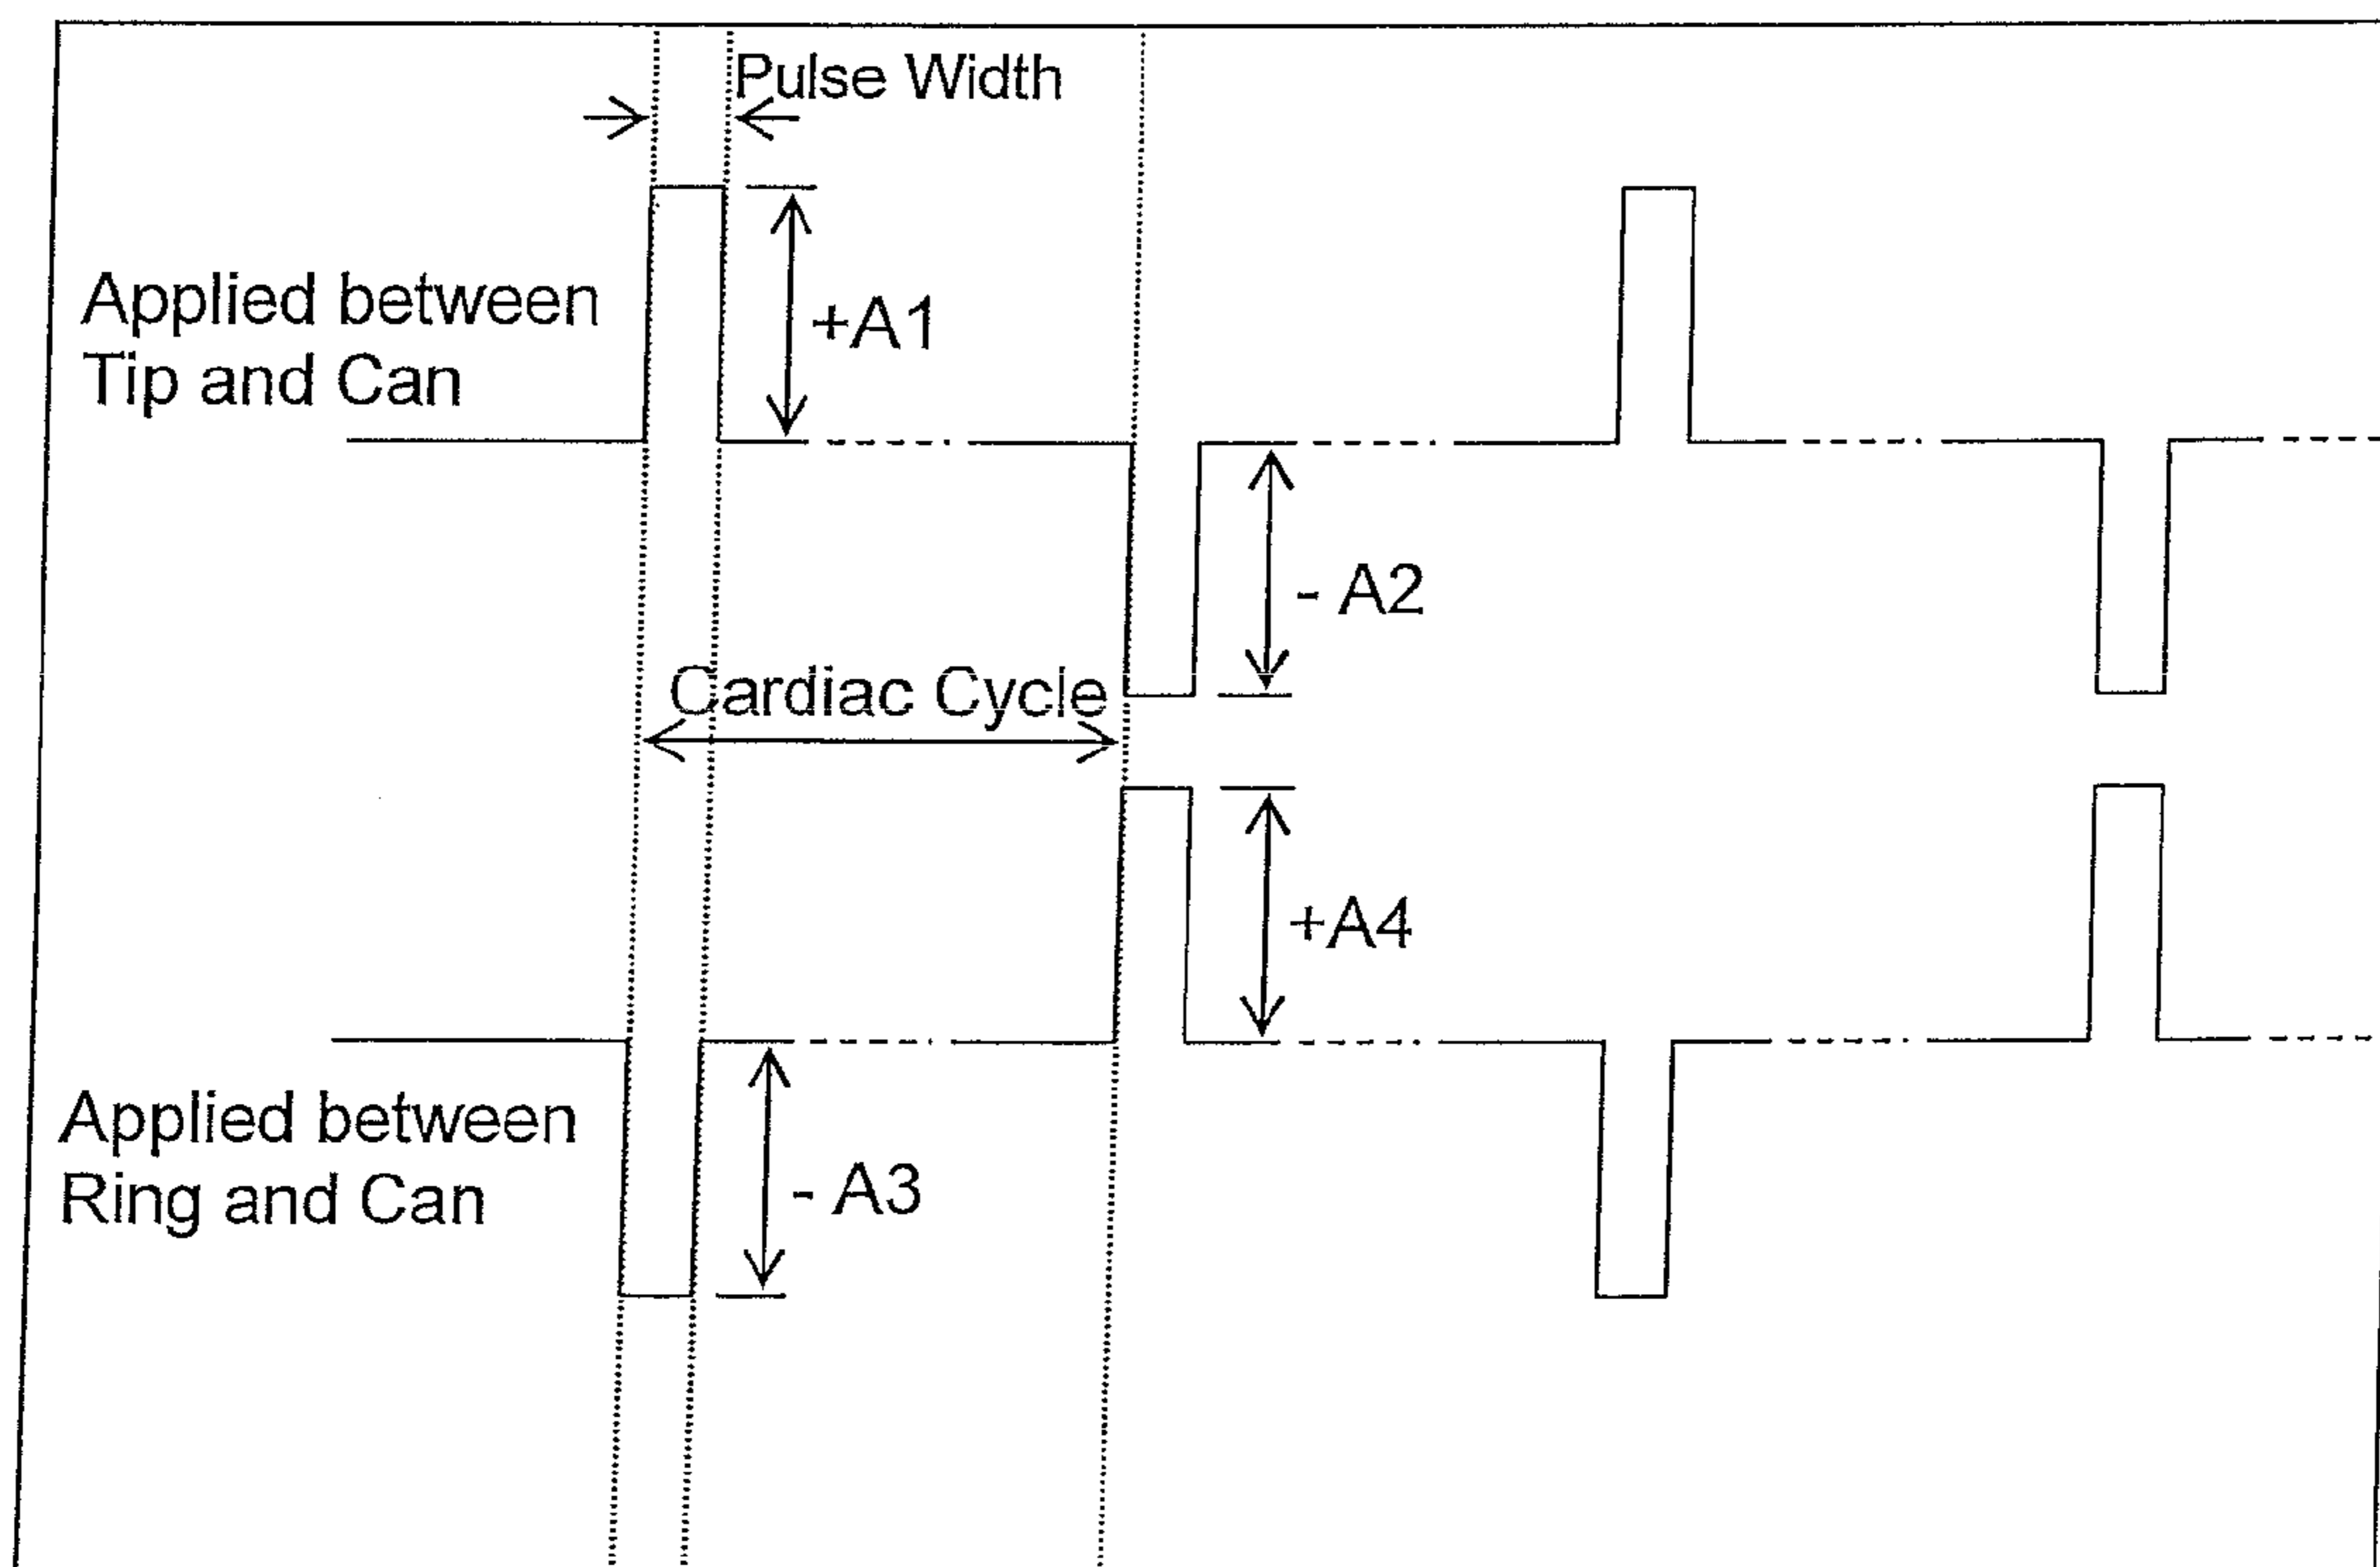 Pulse Width
Applied between
Tip and Can
+A1
- A2
Cardiac Cycle
+A4
Applied between
Ring and Can
- A3